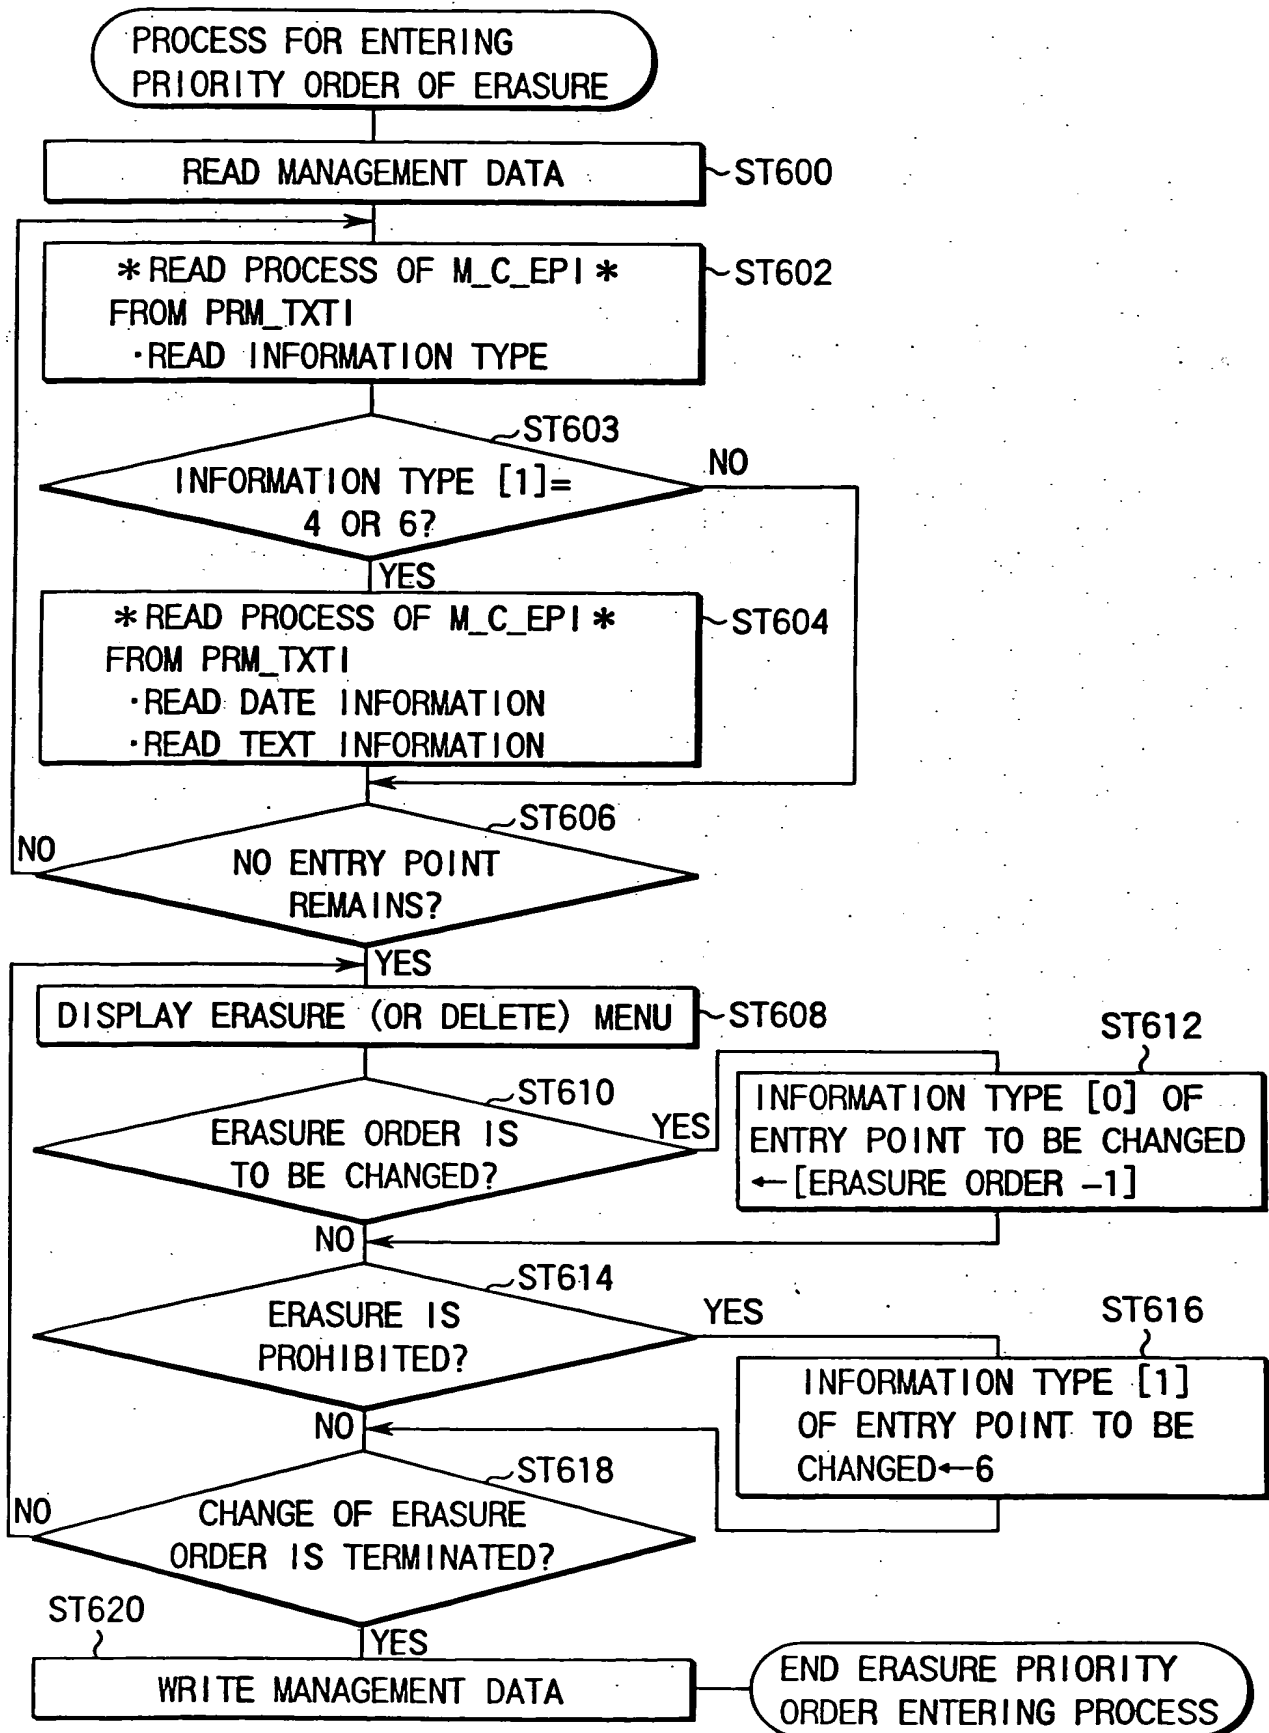 PROCESS FOR ENTERING
PRIORITY ORDER OF ERASURE
READ MANAGEMENT DATA
ST600
*READ PROCESS OF M_C_EPI*
FROM PRM_TXTI
·READ INFORMATION TYPE
ST602
ST603
INFORMATION TYPE [1]=
4 OR 6?
NO
YES
*READ PROCESS OF M_C_EPI*
FROM PRM_TXTI
·READ DATE INFORMATION
·READ TEXT INFORMATION
ST604
ST606
NO ENTRY POINT
REMAINS?
NO
YES
DISPLAY ERASURE (OR DELETE) MENU
ST608
ST610
ERASURE ORDER IS
TO BE CHANGED?
YES
ST612
INFORMATION TYPE [0] OF
ENTRY POINT TO BE CHANGED
←[ERASURE ORDER -1]
NO
ST614
ERASURE IS
PROHIBITED?
YES
ST616
INFORMATION TYPE [1]
OF ENTRY POINT TO BE
CHANGED←6
NO
ST618
CHANGE OF ERASURE
ORDER IS TERMINATED?
NO
YES
ST620
WRITE MANAGEMENT DATA
END ERASURE PRIORITY
ORDER ENTERING PROCESS